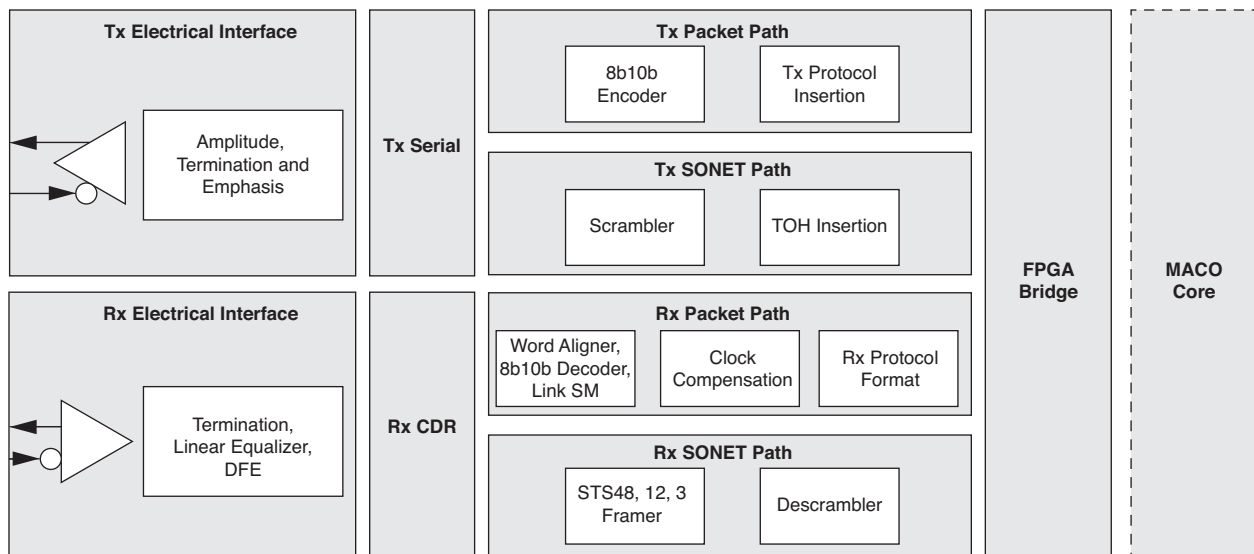 Tx Electrical Interface
Amplitude,
Termination and
Emphasis
Tx Serial
Tx Packet Path
8b10b
Encoder
Tx Protocol
Insertion
Tx SONET Path
Scrambler
TOH Insertion
Rx Electrical Interface
Termination,
Linear Equalizer,
DFE
Rx CDR
Rx Packet Path
Word Aligner,
8b10b Decoder,
Link SM
Clock
Compensation
Rx Protocol
Format
Rx SONET Path
STS48, 12, 3
Framer
Descrambler
FPGA
Bridge
MACO
Core